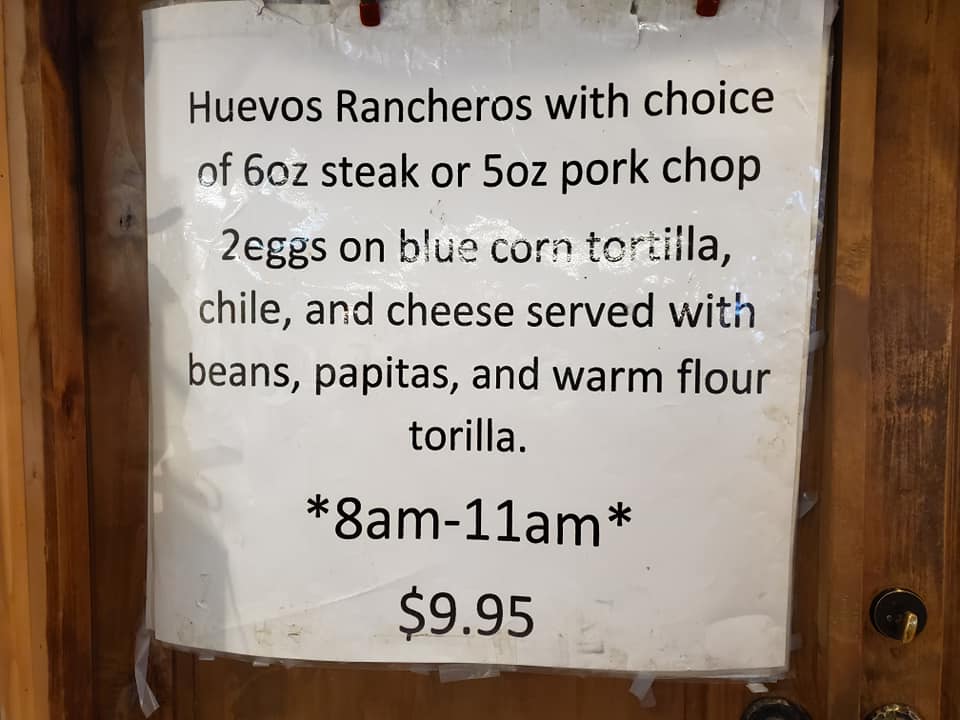 Huevos Rancheros with choice
of 6oz steak or 5oz pork chop
2eggs on blue corn tortilla,
chile, and cheese served with
beans, papitas, and warm flour
torilla.
*8am-11am*
$9.95